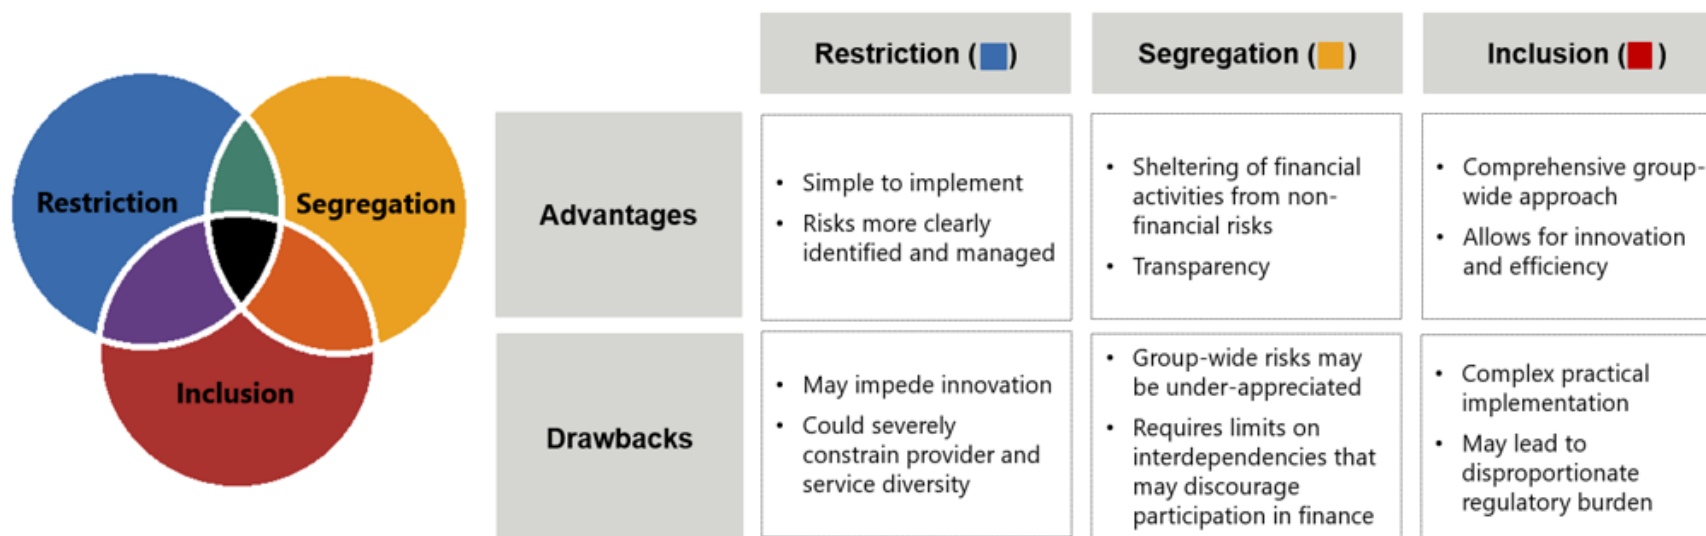 Restriction
Segregation
Inclusion
Restriction ( )
Segregation ( )
Inclusion ( )
Advantages
• Simple to implement
• Risks more clearly
identified and managed
• Sheltering of financial
activities from non-
financial risks
• Transparency
• Comprehensive group-
wide approach
• Allows for innovation
and efficiency
Drawbacks
• May impede innovation
• Could severely
constrain provider and
service diversity
• Group-wide risks may
be under-appreciated
• Requires limits on
interdependencies that
may discourage
participation in finance
• Complex practical
implementation
• May lead to
disproportionate
regulatory burden